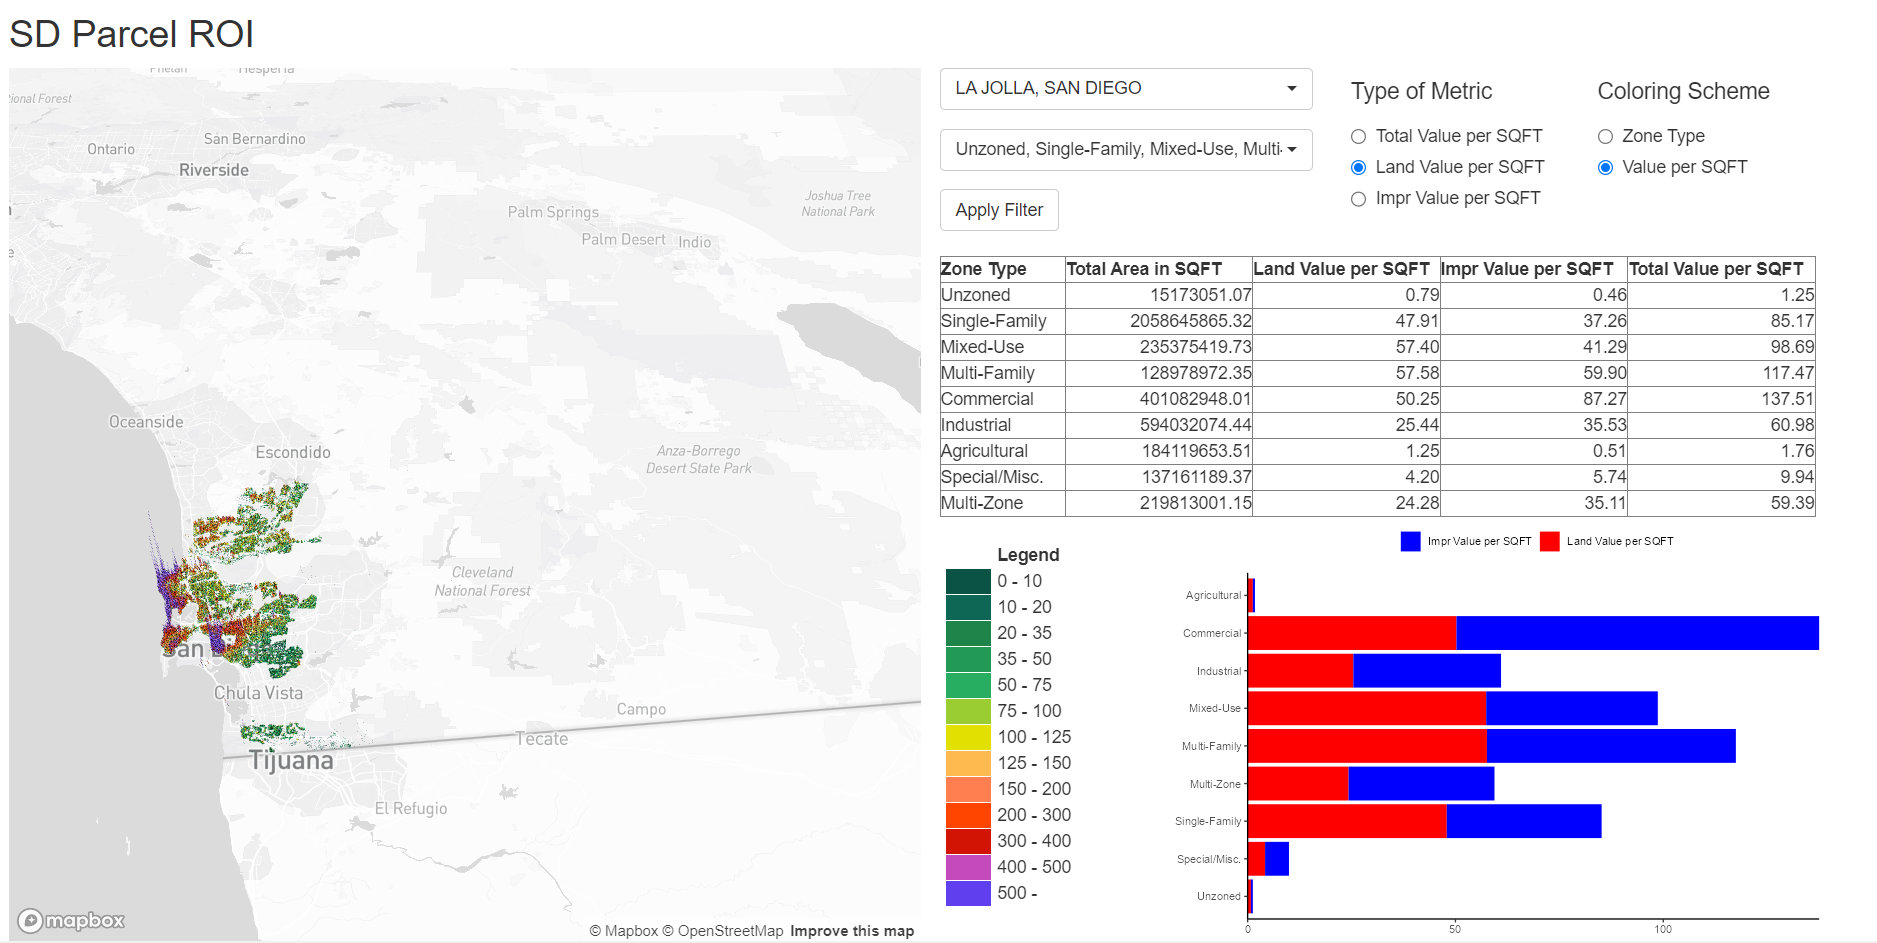 SD Parcel ROI
Phelan
Hesperia
ional Forest
San Bernardino
Ontario
Riverside
Joshua Tree
National Park
Palm Springs
Palm Desert
Indio
Oceanside
Escondido
Anza-Borrego
Desert State Park
Cleveland
National Forest
San D
Chula Vista
Campo
Tecate
Tijuana
El Refugio
mapbox
© Mapbox © OpenStreetMap Improve this map
LA JOLLA, SAN DIEGO
Unzoned, Single-Family, Mixed-Use, Multi-
Apply Filter
Type of Metric
Total Value per SQFT
Land Value per SQFT
Impr Value per SQFT
Coloring Scheme
Zone Type
Value per SQFT
Zone Type Total Area in SQFT Land Value per SQFT Impr Value per SQFT Total Value per SQFT
Unzoned 15173051.07 0.79 0.46 1.25
Single-Family 2058645865.32 47.91 37.26 85.17
Mixed-Use 235375419.73 57.40 41.29 98.69
Multi-Family 128978972.35 57.58 59.90 117.47
Commercial 401082948.01 50.25 87.27 137.51
Industrial 594032074.44 25.44 35.53 60.98
Agricultural 184119653.51 1.25 0.51 1.76
Special/Misc. 137161189.37 4.20 5.74 9.94
Multi-Zone 219813001.15 24.28 35.11 59.39
Legend
0 - 10
10 - 20
20 - 35
35 - 50
50 - 75
75 - 100
100 - 125
125 - 150
150 - 200
200 - 300
300 - 400
400 - 500
500 -
Impr Value per SQFT Land Value per SQFT
Agricultural
Commercial
Industrial
Mixed-Use
Multi-Family
Multi-Zone
Single-Family
Special/Misc.
Unzoned
0 50 100